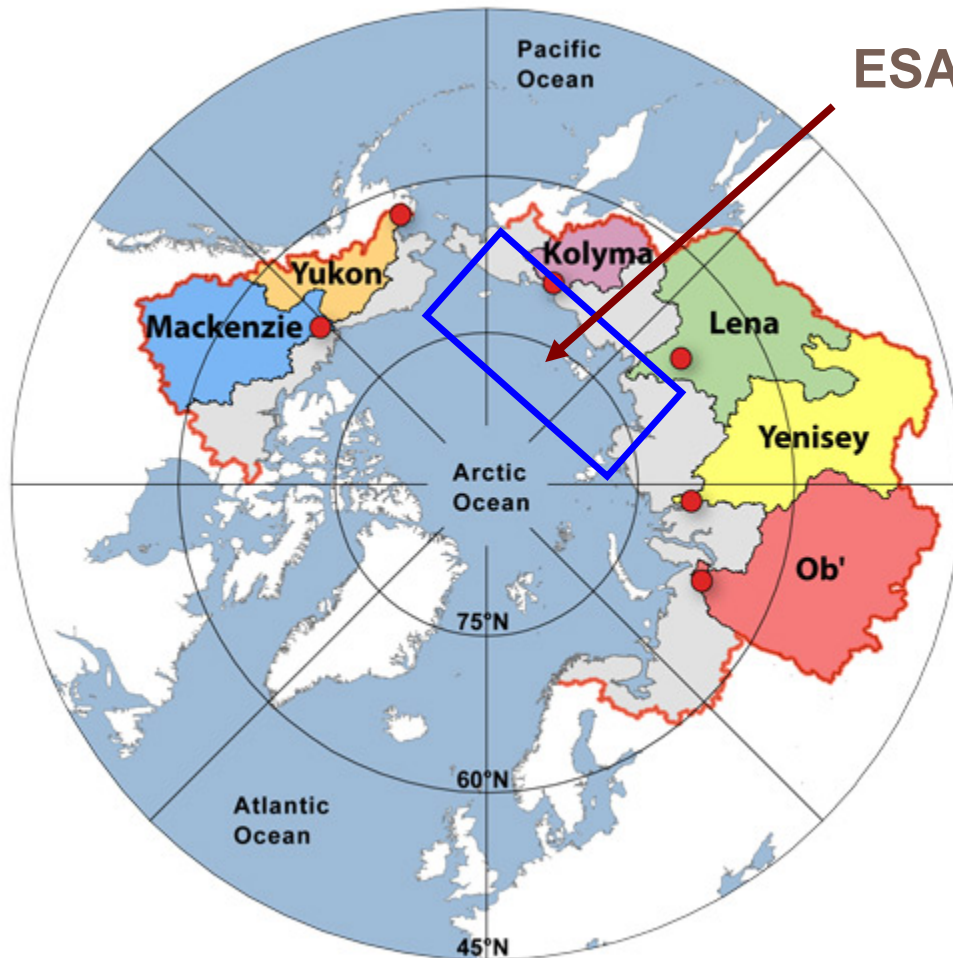 Pacific
Ocean
ESA
Kolyma
Yukon
Mackenzie
Lena
Yenisey
Arctic
Ocean
Ob'
75°N
60°N
Atlantic
Ocean
45°N